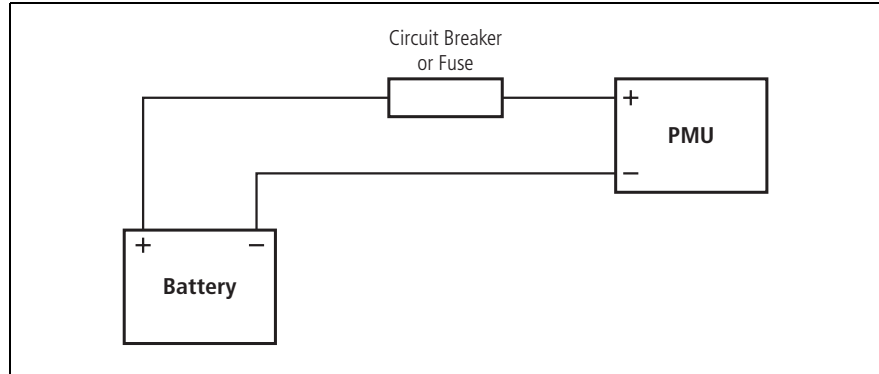 Circuit Breaker
or Fuse
+
PMU
−
+ −
Battery